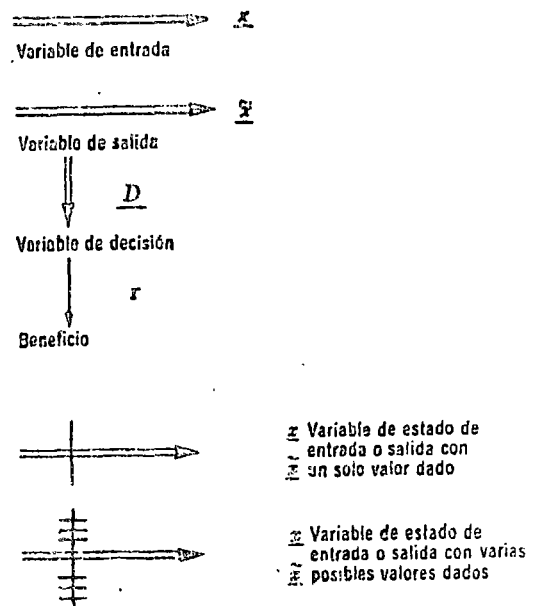 x
Variable de entrada
x̃
Variable de salida
D
Variable de decisión
r
Beneficio
x Variable de estado de
entrada o salida con
x̃ un solo valor dado
x Variable de estado de
entrada o salida con varias
x̃ posibles valores dados